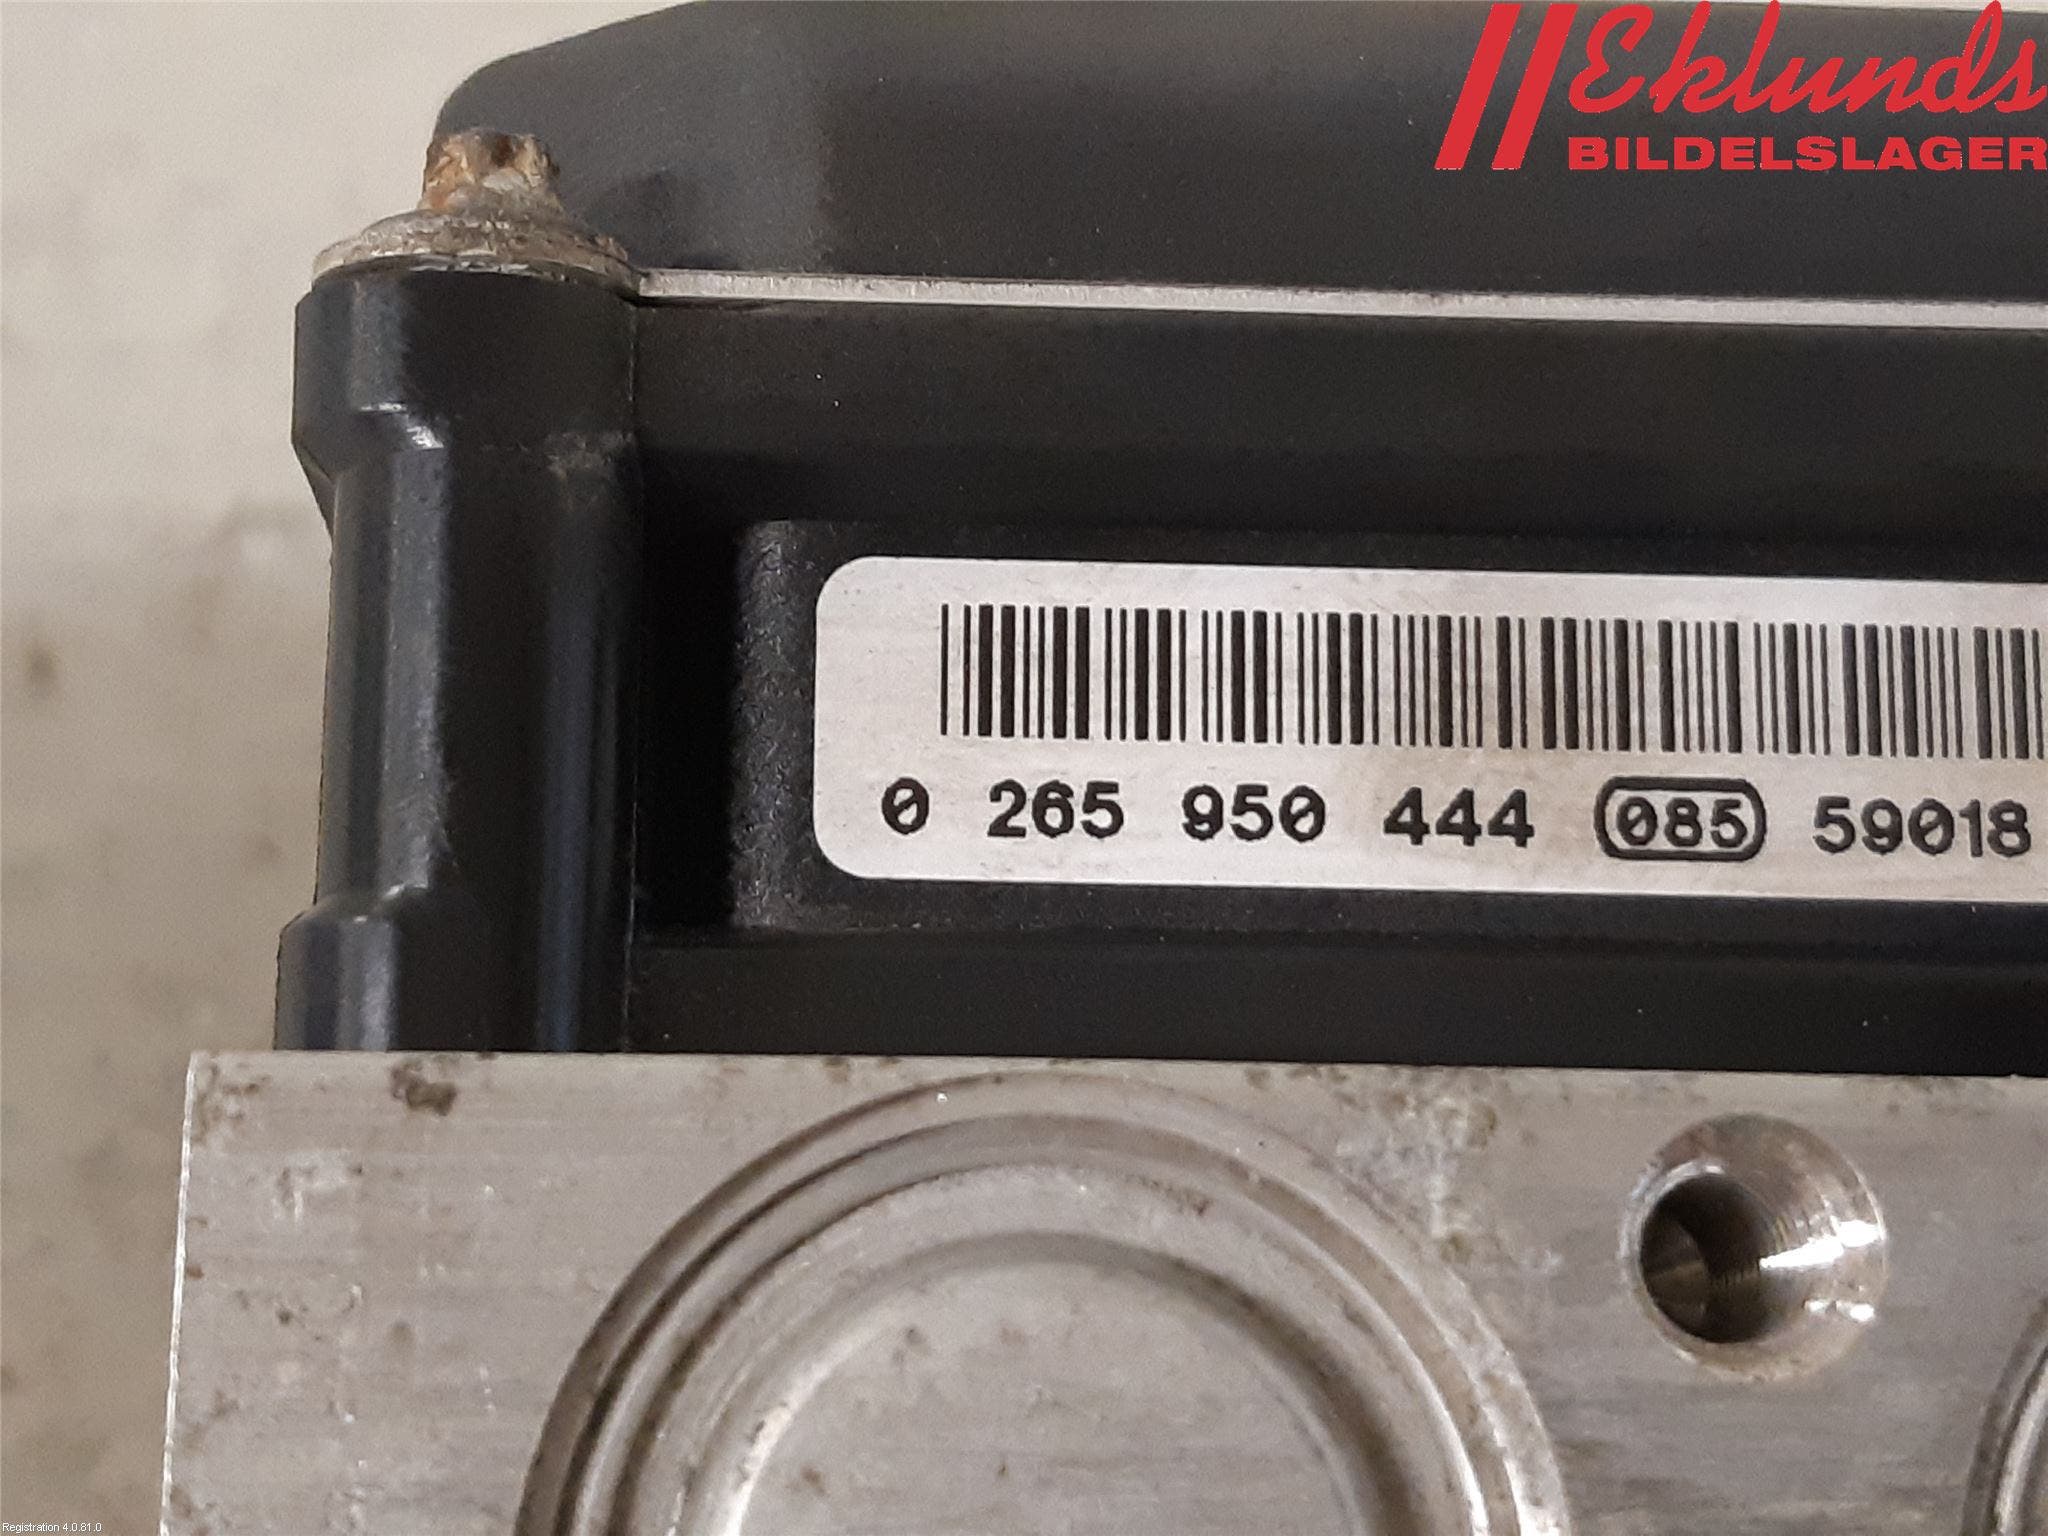 Eklunds
BILDELSLAGER
0 265 950 444 085 59018
Registration 4.0.81.0